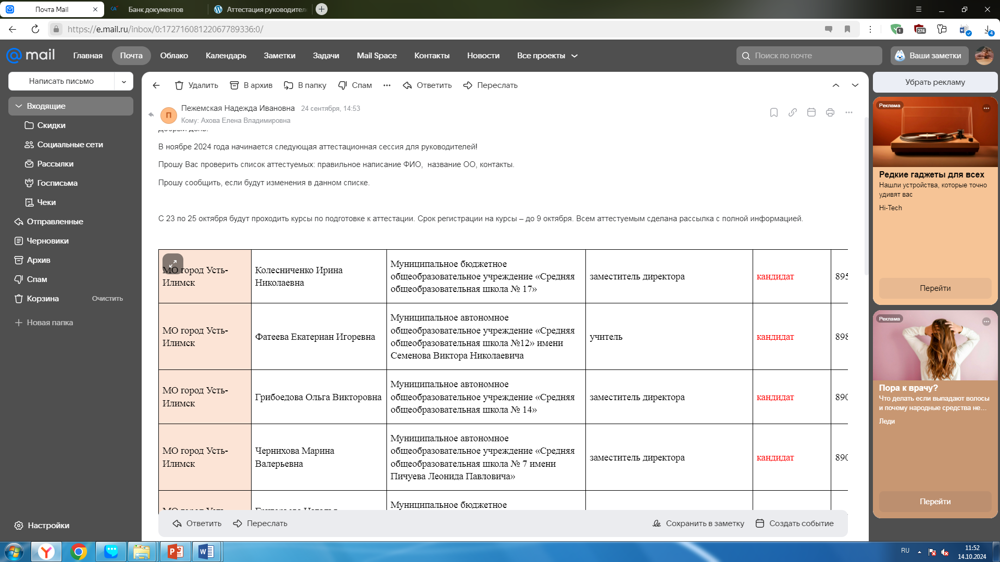 Почта Mail
Банк документов
Аттестация руководител
https://e.mail.ru/inbox/0:17271608122067789336:0/
1
274
4
mail
Главная
Почта
Облако
Календарь
Заметки
Задачи
Mail Space
Контакты
Новости
Все проекты
Поиск по почте
Ваши заметки
Написать письмо
Входящие
Скидки
Социальные сети
Рассылки
Госписьма
Чеки
Отправленные
Черновики
Архив
Спам
Корзина
Очистить
Новая папка
Настройки
Удалить
В архив
В папку
Спам
Ответить
Переслать
П
Пежемская Надежда Ивановна 24 сентября, 14:53
Кому: Ахова Елена Владимировна
Добрый день!
В ноябре 2024 года начинается следующая аттестационная сессия для руководителей!
Прошу Вас проверить список аттестуемых: правильное написание ФИО, название ОО, контакты.
Прошу сообщить, если будут изменения в данном списке.
С 23 по 25 октября будут проходить курсы по подготовке к аттестации. Срок регистрации на курсы – до 9 октября. Всем аттестуемым сделана рассылка с полной информацией.
МО город Усть-
Илимск
Колесниченко Ирина
Николаевна
Муниципальное бюджетное
общеобразовательное учреждение «Средняя
общеобразовательная школа № 17»
заместитель директора
кандидат
895
МО город Усть-
Илимск
Фатеева Екатериан Игоревна
Муниципальное автономное
общеобразовательное учреждение «Средняя
общеобразовательная школа №12» имени
Семенова Виктора Николаевича
учитель
кандидат
898
МО город Усть-
Илимск
Грибоедова Ольга Викторовна
Муниципальное автономное
общеобразовательное учреждение «Средняя
общеобразовательная школа № 14»
заместитель директора
кандидат
890
МО город Усть-
Илимск
Чернихова Марина
Валерьевна
Муниципальное автономное
общеобразовательное учреждение «Средняя
общеобразовательная школа № 7 имени
Пичуева Леонида Павловича»
заместитель директора
кандидат
890
МО город Усть-
Муниципальное бюджетное
Ответить
Переслать
Сохранить в заметку
Создать событие
Убрать рекламу
Реклама
Редкие гаджеты для всех
Нашли устройства, которые точно
удивят вас
Hi-Tech
Перейти
Реклама
Пора к врачу?
Что делать если выпадают волосы
и почему народные средства не…
Леди
Перейти
RU
11:52
14.10.2024